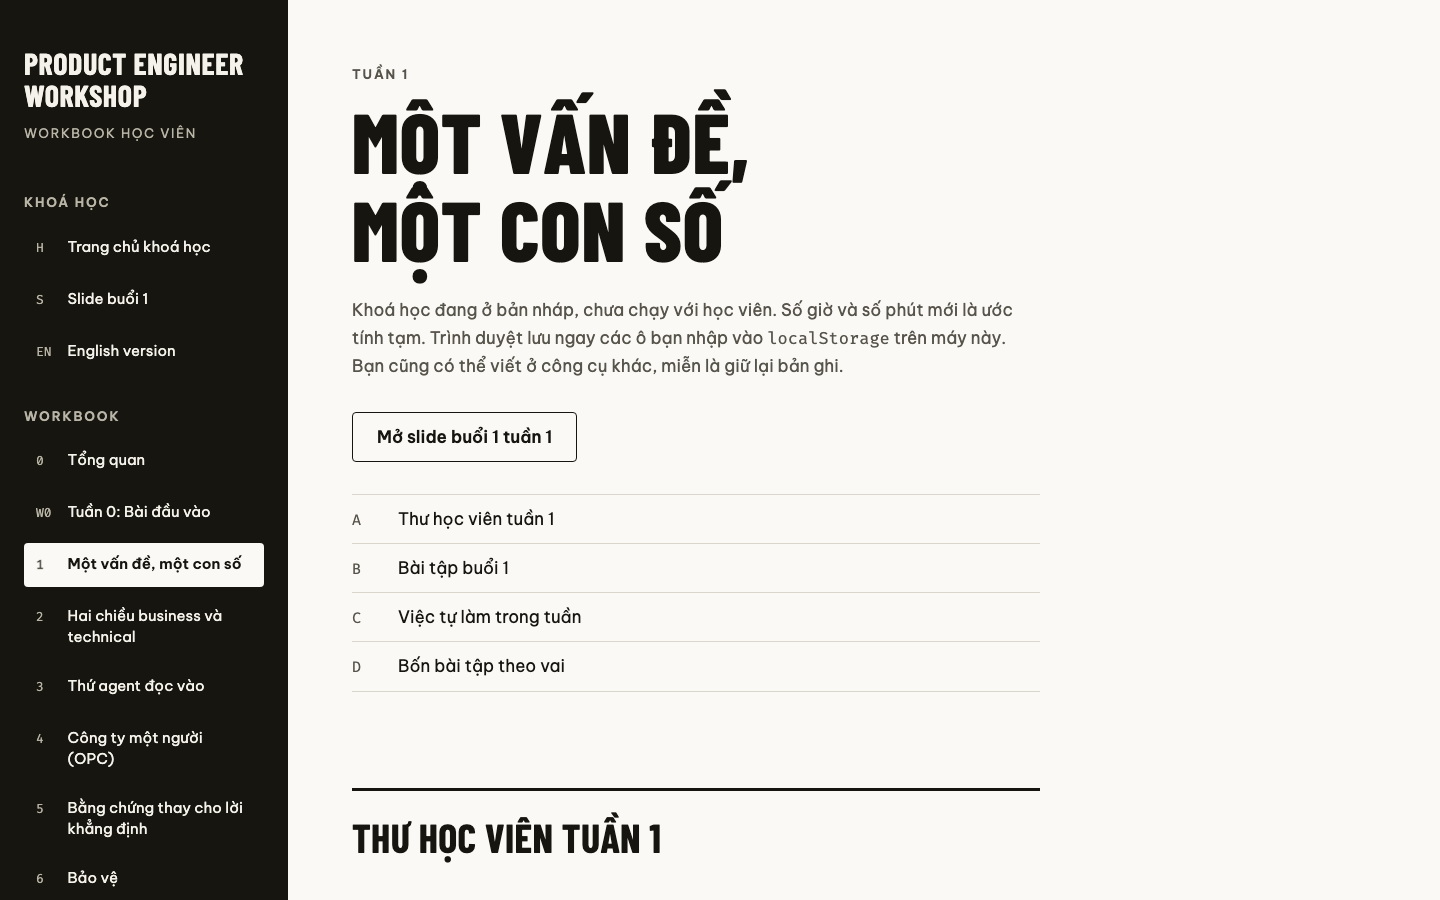 PRODUCT ENGINEER
WORKSHOP
WORKBOOK HỌC VIÊN
KHOÁ HỌC
H Trang chủ khoá học
S Slide buổi 1
EN English version
WORKBOOK
0 Tổng quan
W0 Tuần 0: Bài đầu vào
1 Một vấn đề, một con số
2 Hai chiều business và
technical
3 Thứ agent đọc vào
4 Công ty một người
(OPC)
5 Bằng chứng thay cho lời
khẳng định
6 Bảo vệ
TUẦN 1
MỘT VẤN ĐỀ,
MỘT CON SỐ
Khoá học đang ở bản nháp, chưa chạy với học viên. Số giờ và số phút mới là ước
tính tạm. Trình duyệt lưu ngay các ô bạn nhập vào localStorage trên máy này.
Bạn cũng có thể viết ở công cụ khác, miễn là giữ lại bản ghi.
Mở slide buổi 1 tuần 1
A Thư học viên tuần 1
B Bài tập buổi 1
C Việc tự làm trong tuần
D Bốn bài tập theo vai
THƯ HỌC VIÊN TUẦN 1